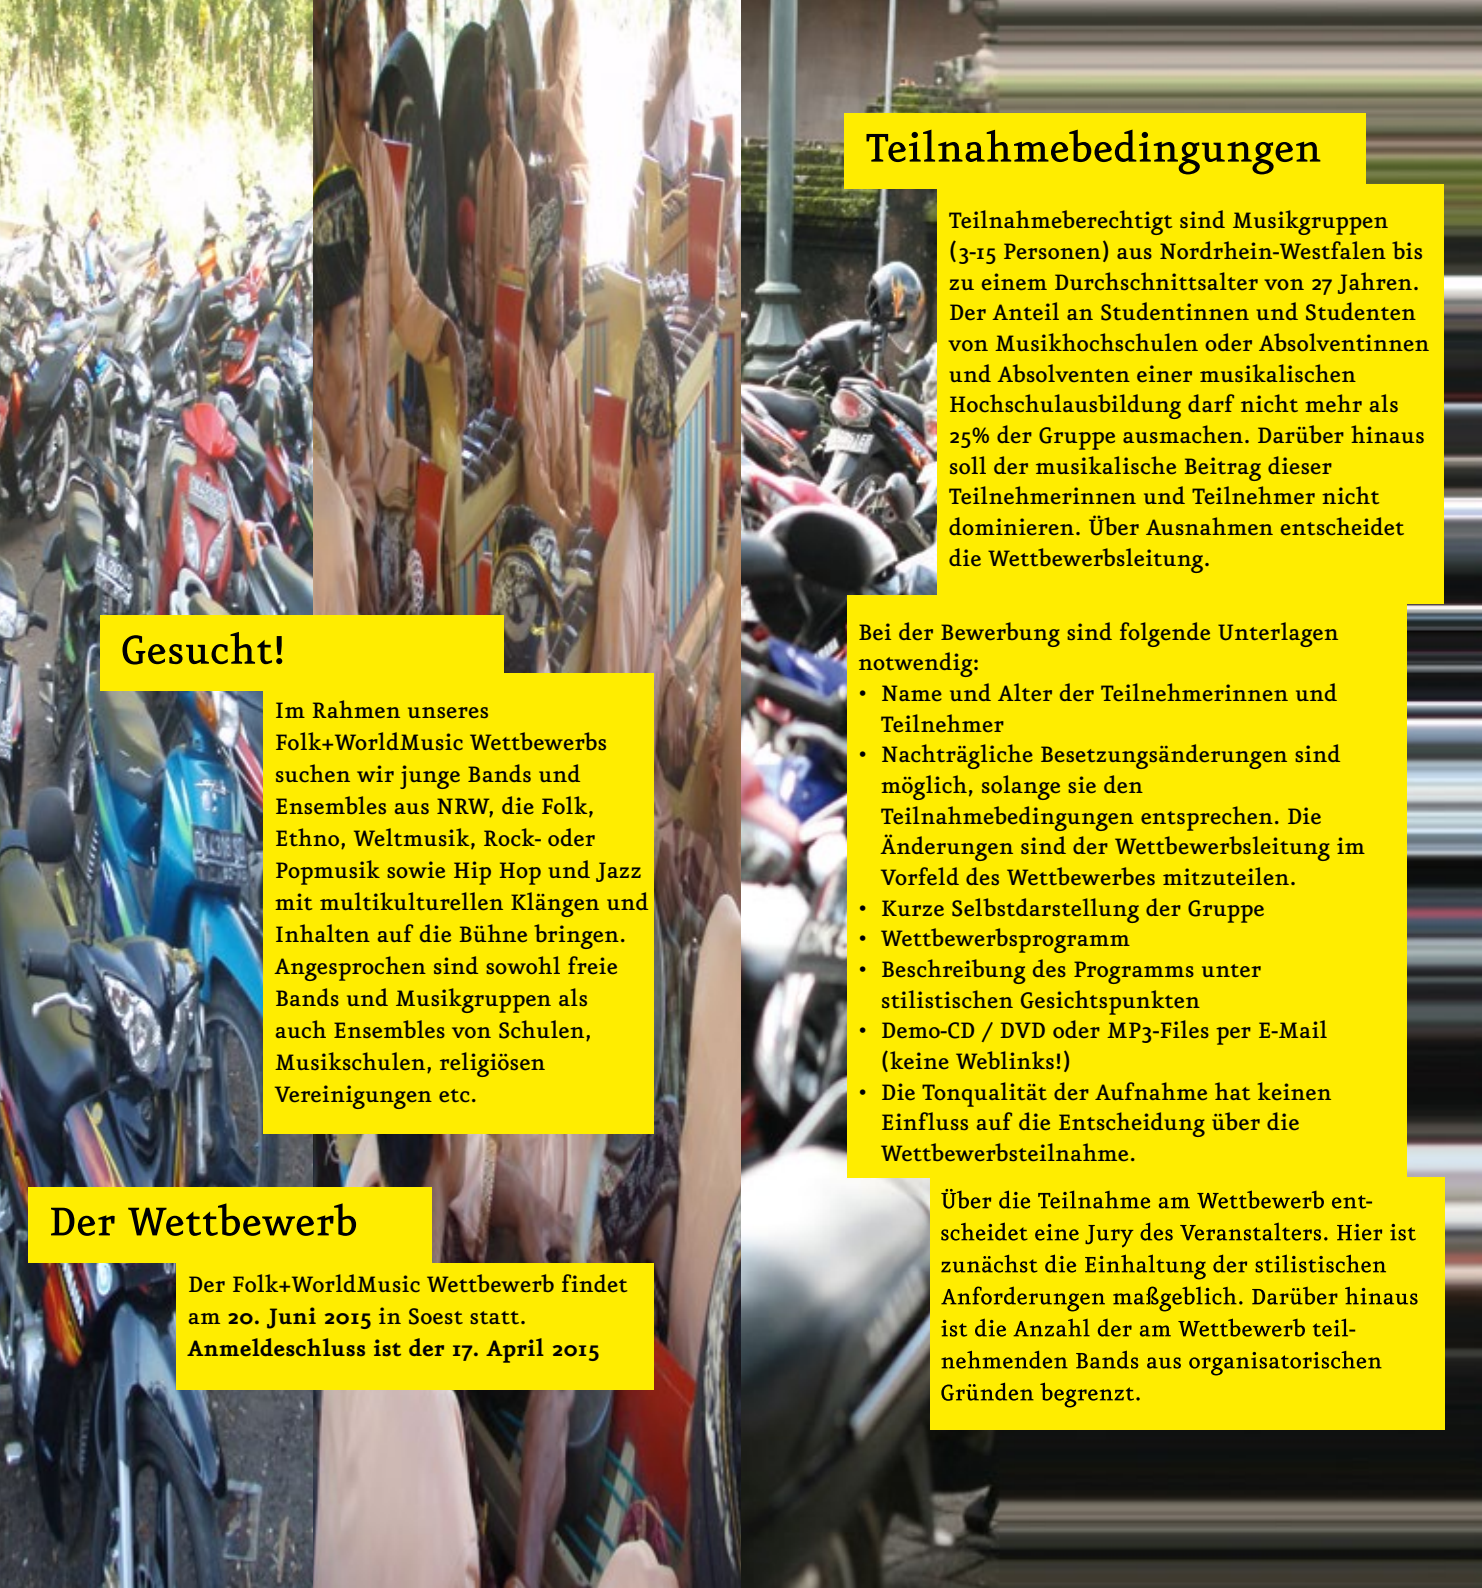 Gesucht!
Im Rahmen unseres
Folk+WorldMusic Wettbewerbs
suchen wir junge Bands und
Ensembles aus NRW, die Folk,
Ethno, Weltmusik, Rock- oder
Popmusik sowie Hip Hop und Jazz
mit multikulturellen Klängen und
Inhalten auf die Bühne bringen.
Angesprochen sind sowohl freie
Bands und Musikgruppen als
auch Ensembles von Schulen,
Musikschulen, religiösen
Vereinigungen etc.
Der Wettbewerb
Der Folk+WorldMusic Wettbewerb findet
am 20. Juni 2015 in Soest statt.
Anmeldeschluss ist der 17. April 2015
Teilnahmebedingungen
Teilnahmeberechtigt sind Musikgruppen
(3-15 Personen) aus Nordrhein-Westfalen bis
zu einem Durchschnittsalter von 27 Jahren.
Der Anteil an Studentinnen und Studenten
von Musikhochschulen oder Absolventinnen
und Absolventen einer musikalischen
Hochschulausbildung darf nicht mehr als
25% der Gruppe ausmachen. Darüber hinaus
soll der musikalische Beitrag dieser
Teilnehmerinnen und Teilnehmer nicht
dominieren. Über Ausnahmen entscheidet
die Wettbewerbsleitung.
Bei der Bewerbung sind folgende Unterlagen
notwendig:
• Name und Alter der Teilnehmerinnen und
Teilnehmer
• Nachträgliche Besetzungsänderungen sind
möglich, solange sie den
Teilnahmebedingungen entsprechen. Die
Änderungen sind der Wettbewerbsleitung im
Vorfeld des Wettbewerbes mitzuteilen.
• Kurze Selbstdarstellung der Gruppe
• Wettbewerbsprogramm
• Beschreibung des Programms unter
stilistischen Gesichtspunkten
• Demo-CD / DVD oder MP3-Files per E-Mail
(keine Weblinks!)
• Die Tonqualität der Aufnahme hat keinen
Einfluss auf die Entscheidung über die
Wettbewerbsteilnahme.
Über die Teilnahme am Wettbewerb ent-
scheidet eine Jury des Veranstalters. Hier ist
zunächst die Einhaltung der stilistischen
Anforderungen maßgeblich. Darüber hinaus
ist die Anzahl der am Wettbewerb teil-
nehmenden Bands aus organisatorischen
Gründen begrenzt.